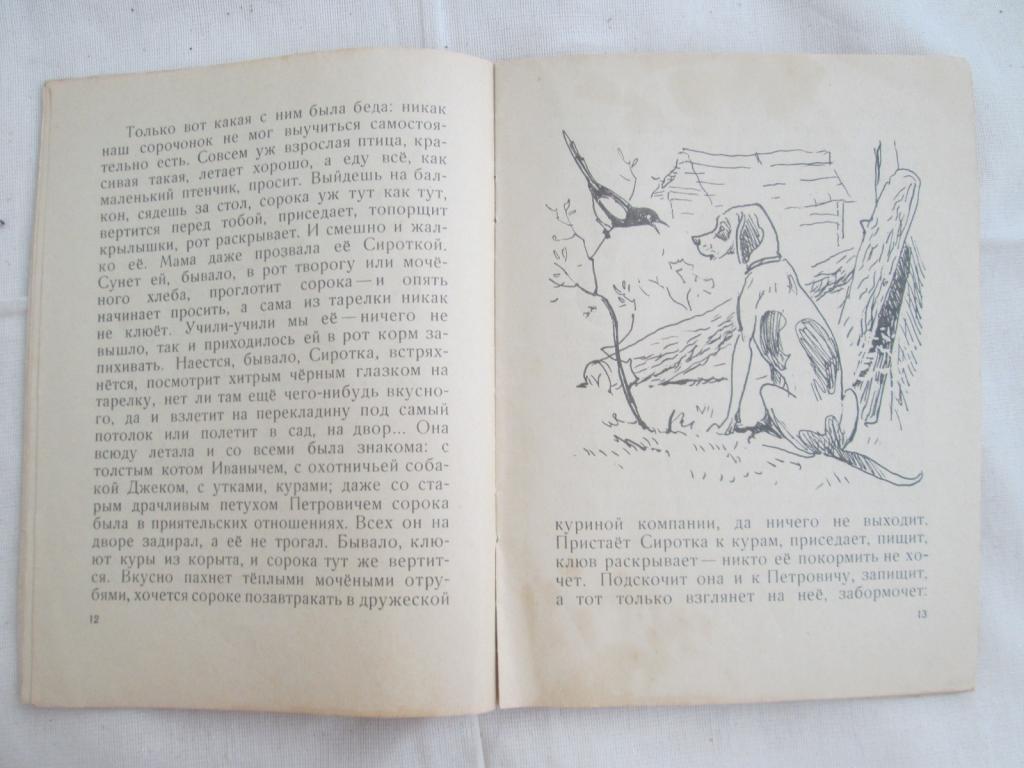 Только вот какая с ним была беда: никак
наш сорочонок не мог выучиться самостоя-
тельно есть. Совсем уж взрослая птица, кра-
сивая такая, летает хорошо, а еду всё, как
маленький птенчик, просит. Выйдешь на бал-
кон, сядешь за стол, сорока уж тут как тут,
вертится перед тобой, приседает, топорщит
крылышки, рот раскрывает. И смешно и жал-
ко её. Мама даже прозвала её Сироткой.
Сунет ей, бывало, в рот творогу или мочё-
ного хлеба, проглотит сорока — и опять
начинает просить, а сама из тарелки никак
не клюёт. Учили-учили мы её — ничего не
вышло, так и приходилось ей в рот корм за-
пихивать. Наестся, бывало, Сиротка, встрях-
нётся, посмотрит хитрым чёрным глазком на
тарелку, нет ли там ещё чего-нибудь вкусно-
го, да и взлетит на перекладину под самый
потолок или полетит в сад, на двор... Она
всюду летала и со всеми была знакома: с
толстым котом Иванычем, с охотничьей соба-
кой Джеком, с утками, курами; даже со ста-
рым драчливым петухом Петровичем сорока
была в приятельских отношениях. Всех он на
дворе задирал, а её не трогал. Бывало, клю-
ют куры из корыта, и сорока тут же вертит-
ся. Вкусно пахнет тёплыми мочёными отру-
бями, хочется сороке позавтракать в дружеской
12
куриной компании, да ничего не выходит.
Пристаёт Сиротка к курам, приседает, пищит,
клюв раскрывает — никто её покормить не хо-
чет. Подскочит она и к Петровичу, запищит,
а тот только взглянет на неё, забормочет:
13